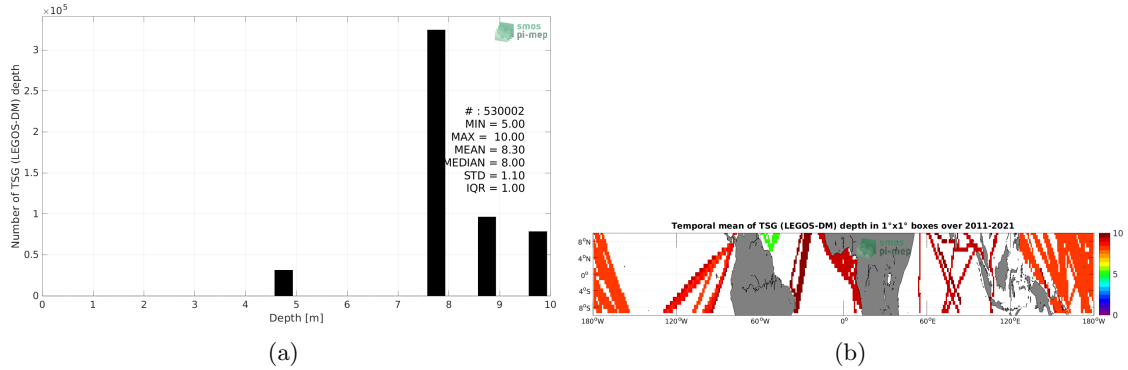 ×10⁵
smos
pi-mep
3
2.5
2
1.5
1
0.5
0
Number of TSG (LEGOS-DM) depth
# : 530002
MIN = 5.00
MAX = 10.00
MEAN = 8.30
MEDIAN = 8.00
STD = 1.10
IQR = 1.00
0 1 2 3 4 5 6 7 8 9 10
Depth [m]
(a)
Temporal mean of TSG (LEGOS-DM) depth in 1°x1° boxes over 2011-2021
smos
pi-mep
8°N
4°N
0°
4°S
8°S
180°W 120°W 60°W 0° 60°E 120°E 180°W
10
5
0
(b)